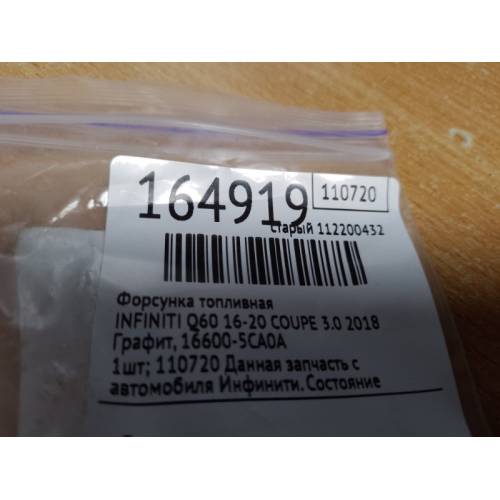 164919 110720
старый 112200432
Форсунка топливная
INFINITI Q60 16-20 COUPE 3.0 2018
Графит, 16600-5CA0A
1шт; 110720 Данная запчасть с
автомобиля Инфинити. Состояние